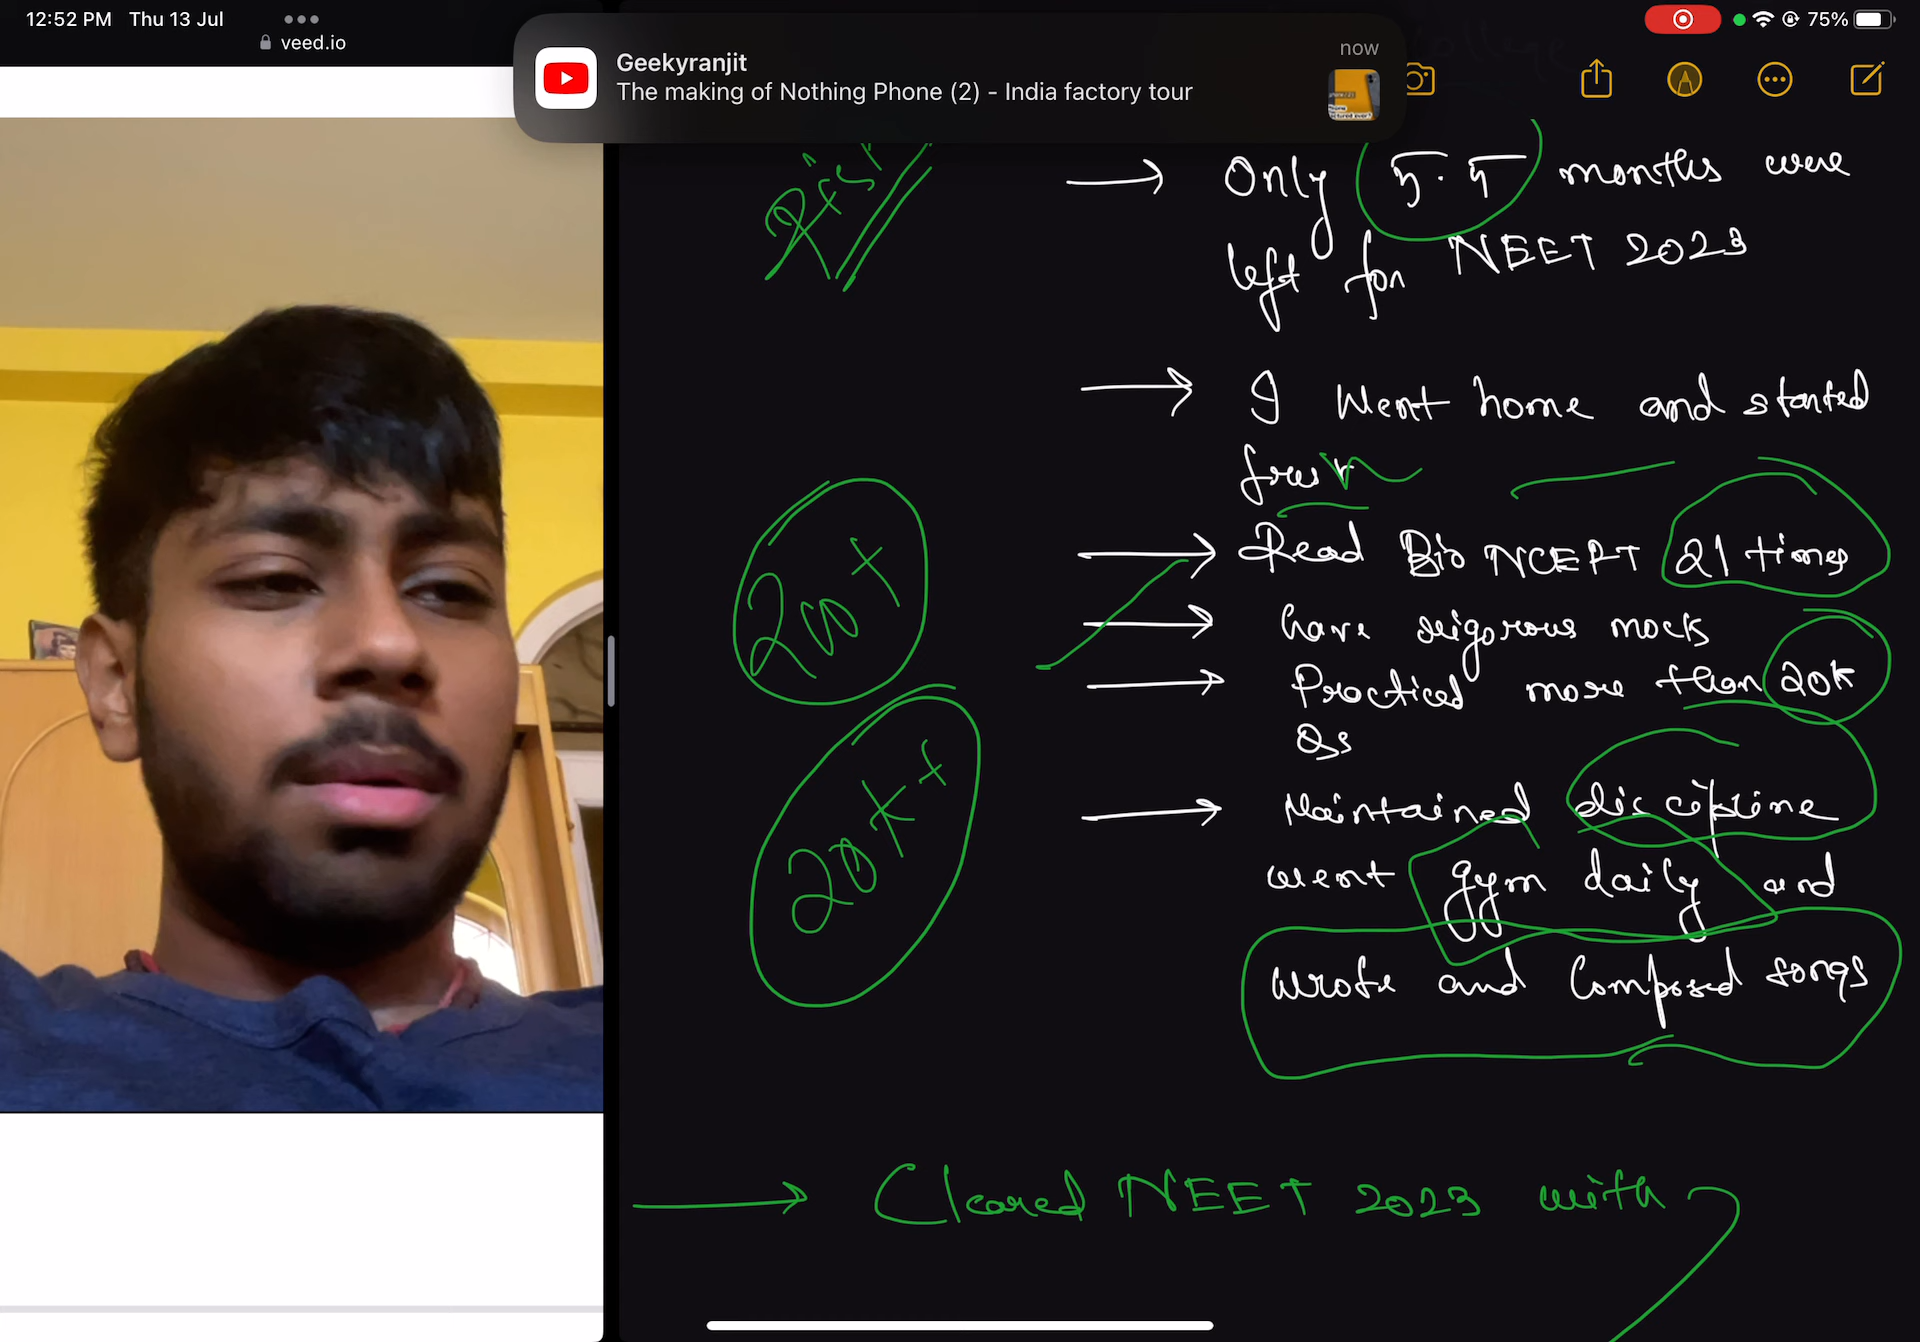 12:52 PM Thu 13 Jul
veed.io
75%
Geekyranjit
now
The making of Nothing Phone (2) - India factory tour
Only 5.5 months were
left for NEET 2023
I went home and started
Read Bio NCERT 21 times
have rigorous mocks
Practiced more than 20k
Qs
Maintained discipline
went gym daily and
wrote and Composed songs
200+
20K+
Cleared NEET 2023 with